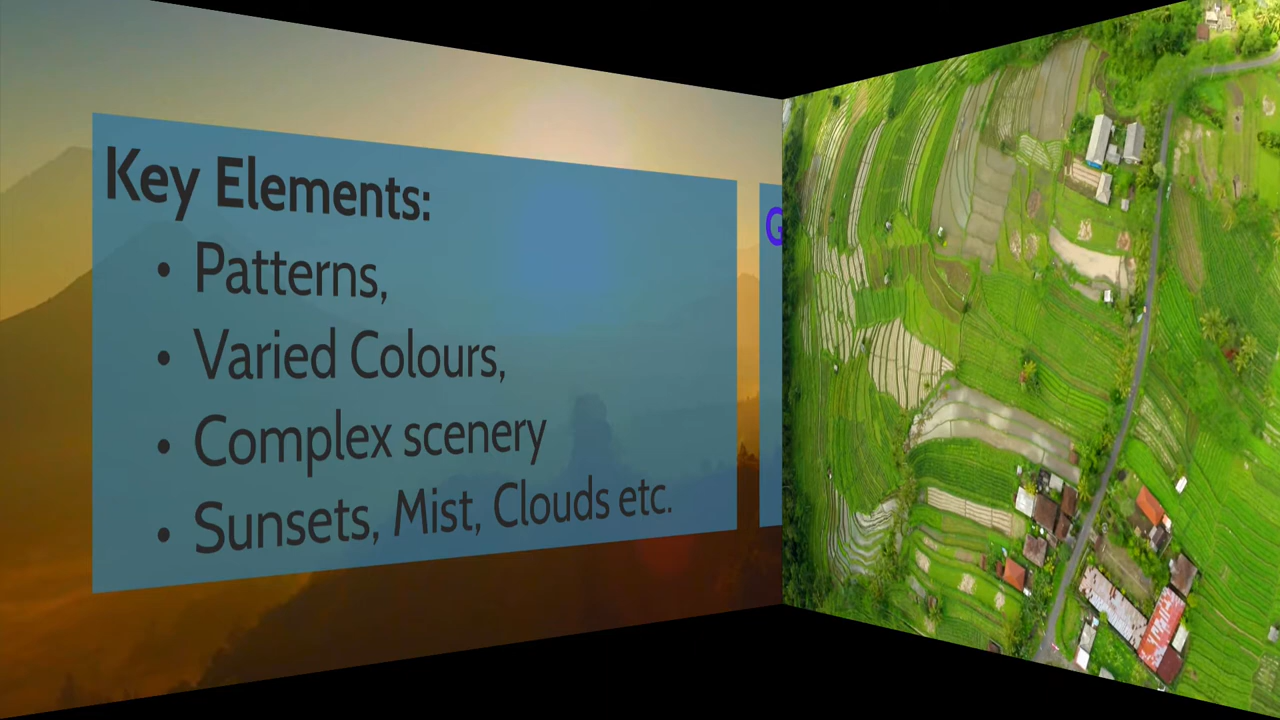 Key Elements:
• Patterns,
• Varied Colours,
• Complex scenery
• Sunsets, Mist, Clouds etc.